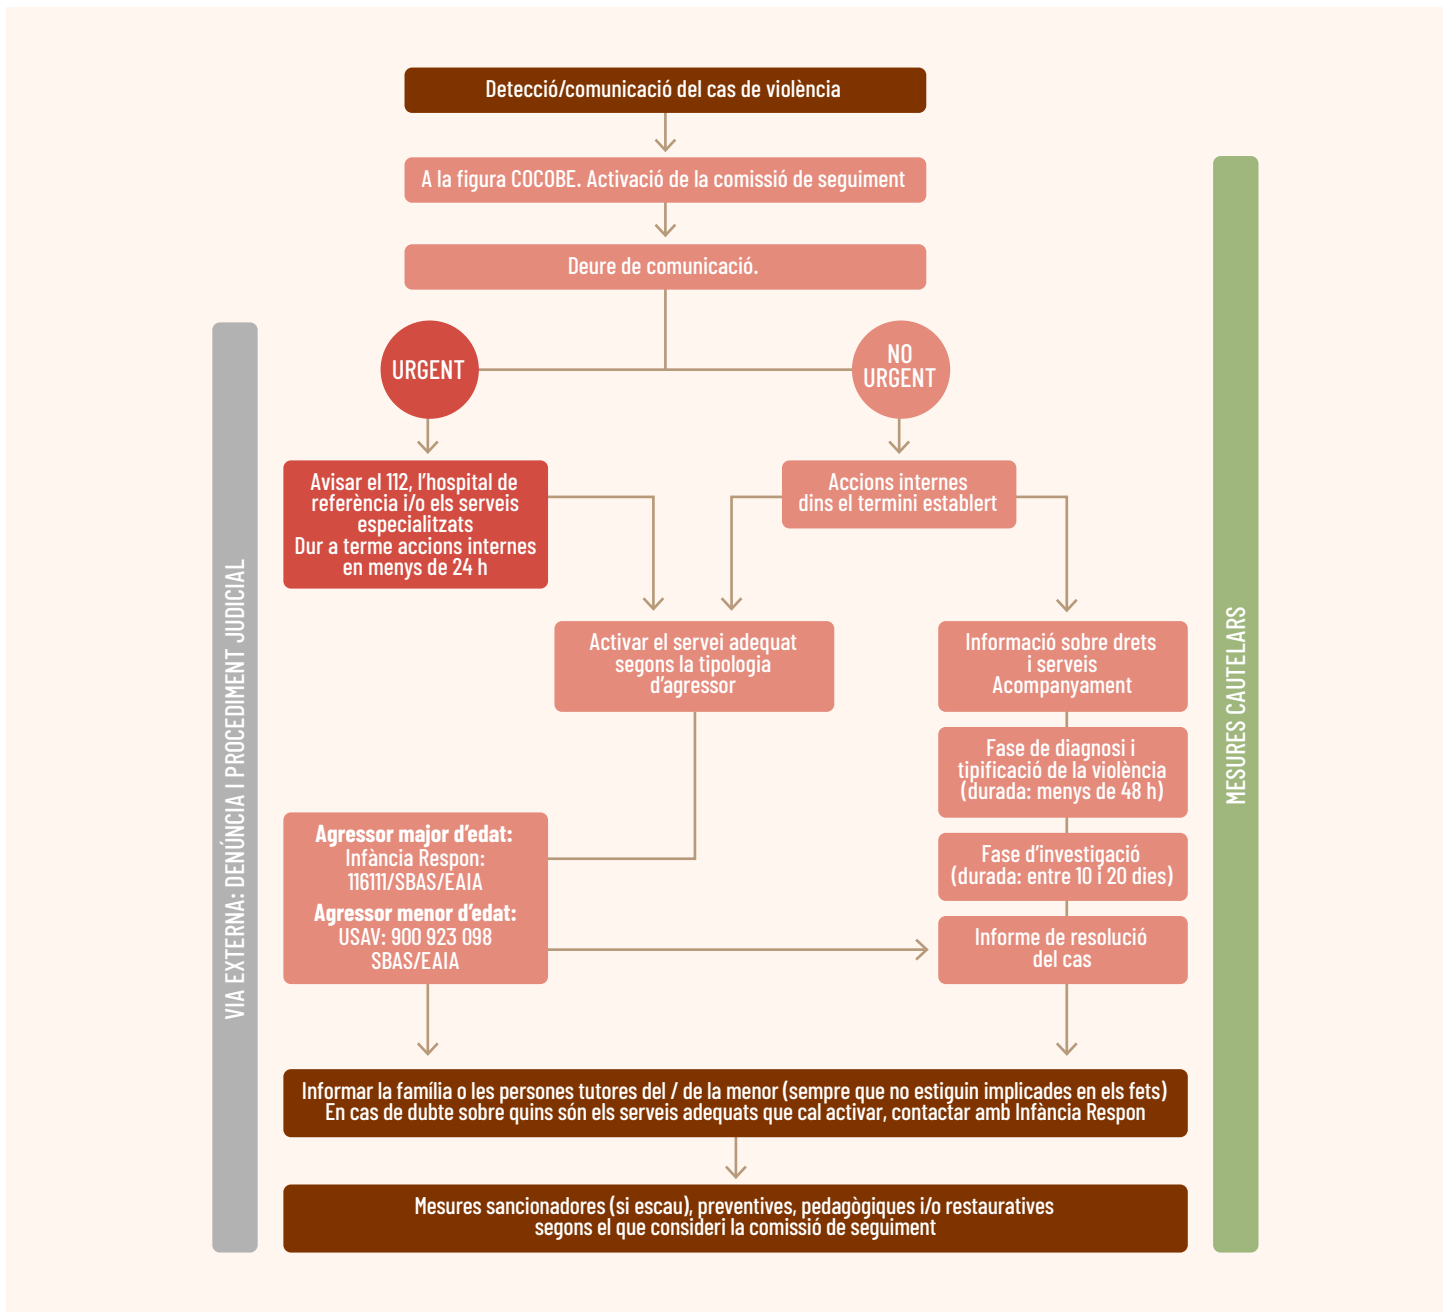 Detecció/comunicació del cas de violència
A la figura COCOBE. Activació de la comissió de seguiment
Deure de comunicació.
URGENT
NO
URGENT
Avisar el 112, l’hospital de
referència i/o els serveis
especialitzats
Dur a terme accions internes
en menys de 24 h
Accions internes
dins el termini establert
Activar el servei adequat
segons la tipologia
d’agressor
Informació sobre drets
i serveis
Acompanyament
Fase de diagnosi i
tipificació de la violència
(durada: menys de 48 h)
Fase d’investigació
(durada: entre 10 i 20 dies)
Informe de resolució
del cas
Agressor major d’edat:
Infància Respon:
116111/SBAS/EAIA
Agressor menor d’edat:
USAV: 900 923 098
SBAS/EAIA
Informar la família o les persones tutores del / de la menor (sempre que no estiguin implicades en els fets)
En cas de dubte sobre quins són els serveis adequats que cal activar, contactar amb Infància Respon
Mesures sancionadores (si escau), preventives, pedagògiques i/o restauratives
segons el que consideri la comissió de seguiment
VIA EXTERNA: DENÚNCIA I PROCEDIMENT JUDICIAL
MESURES CAUTELARS